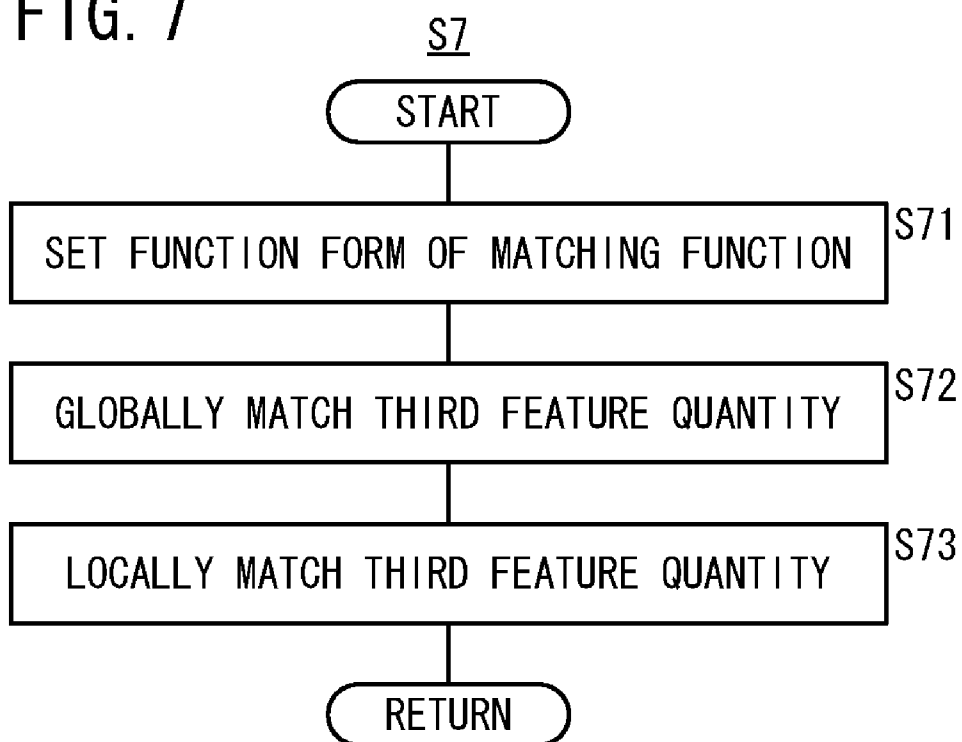 FIG. 7
S7
START
SET FUNCTION FORM OF MATCHING FUNCTION
S71
GLOBALLY MATCH THIRD FEATURE QUANTITY
S72
LOCALLY MATCH THIRD FEATURE QUANTITY
S73
RETURN